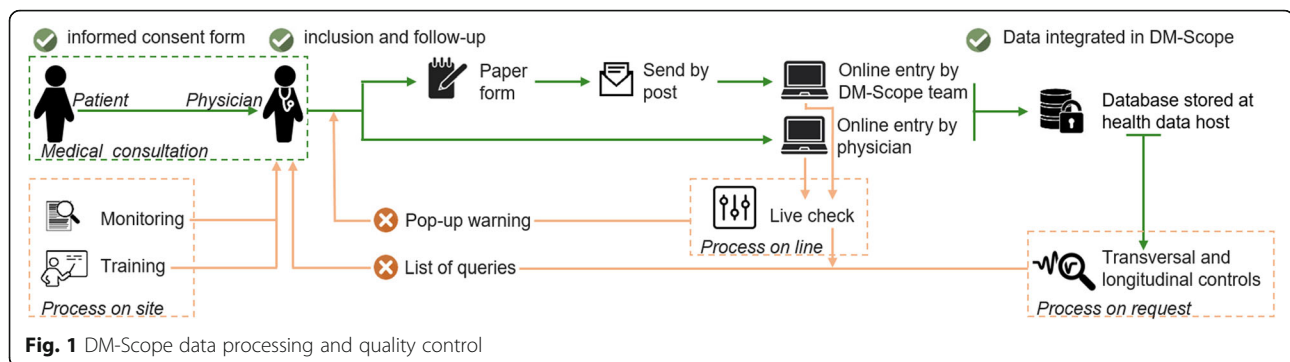 informed consent form
inclusion and follow-up
Data integrated in DM-Scope
Patient
Physician
Medical consultation
Paper
form
Send by
post
Online entry by
DM-Scope team
Online entry by
physician
Database stored at
health data host
Monitoring
Training
Process on site
Pop-up warning
List of queries
Live check
Process on line
Transversal and
longitudinal controls
Process on request
Fig. 1 DM-Scope data processing and quality control